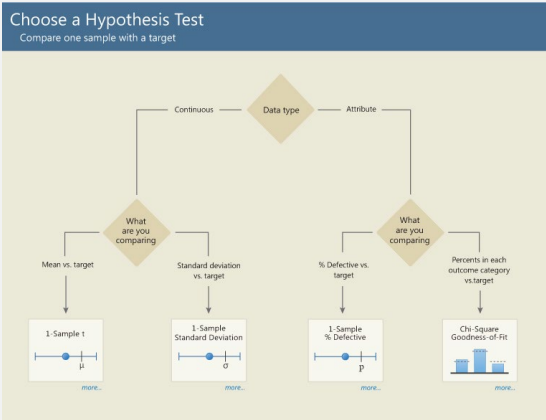 Choose a Hypothesis Test
Compare one sample with a target
Continuous
Data type
Attribute
What
are you
comparing
What
are you
comparing
Mean vs. target
Standard deviation
vs. target
% Defective vs.
target
Percents in each
outcome category
vs.target
1-Sample t
μ
more...
1-Sample
Standard Deviation
σ
more...
1-Sample
% Defective
p
more...
Chi-Square
Goodness-of-Fit
more...